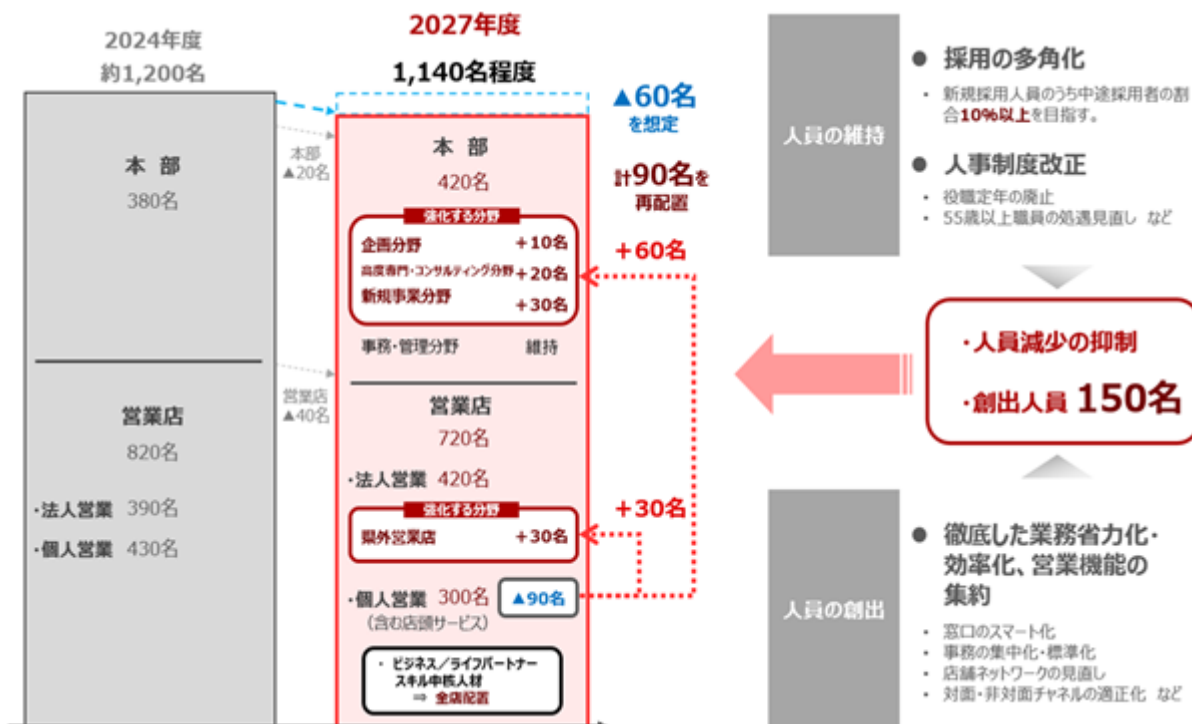 2024年度
約1,200名
本 部
380名
営業店
820名
・法人営業 390名
・個人営業 430名
本部
▲20名
営業店
▲40名
2027年度
1,140名程度
本 部
420名
強化する分野
企画分野 +10名
高度専門・コンサルティング分野 +20名
新規事業分野 +30名
事務・管理分野 維持
営業店
720名
・法人営業 420名
強化する分野
県外営業店 +30名
・個人営業 300名
(含む店頭サービス)
▲90名
・ ビジネス／ライフパートナー
スキル中核人材
⇒ 全店配置
▲60名
を想定
計90名を
再配置
+60名
+30名
人員の維持
● 採用の多角化
・ 新規採用人員のうち中途採用者の割
合10%以上を目指す。
● 人事制度改正
・ 役職定年の廃止
・ 55歳以上職員の処遇見直し など
・人員減少の抑制
・創出人員 150名
人員の創出
● 徹底した業務省力化・
効率化、営業機能の
集約
・ 窓口のスマート化
・ 事務の集中化・標準化
・ 店舗ネットワークの見直し
・ 対面・非対面チャネルの適正化 など